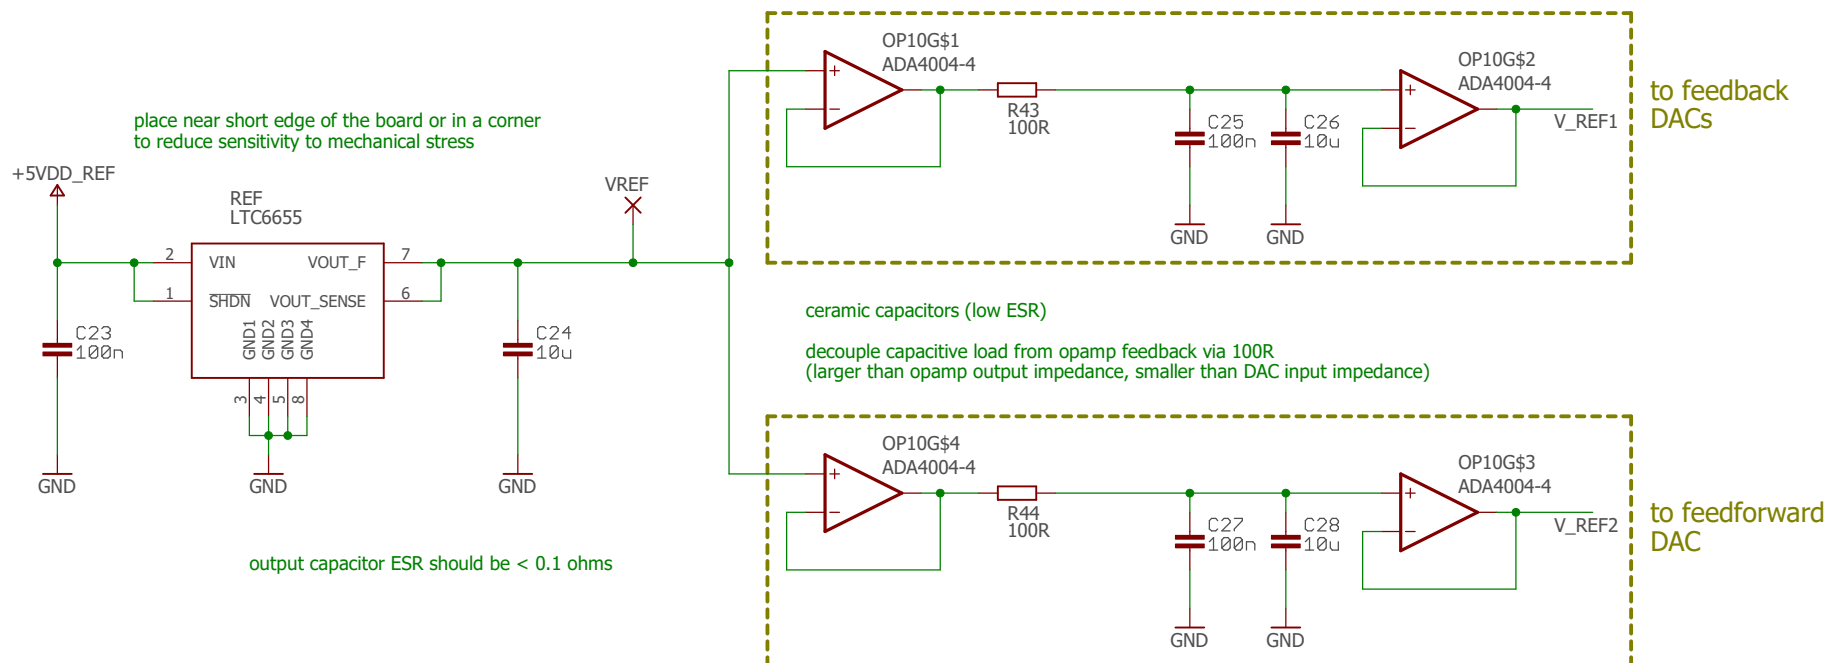 OP10G$1
ADA4004-4
OP10G$2
ADA4004-4
+
−
R43
100R
C25
100n
C26
10u
+
−
V_REF1
GND
GND
to feedback
DACs
place near short edge of the board or in a corner
to reduce sensitivity to mechanical stress
+5VDD_REF
REF
LTC6655
VREF
2
VIN
VOUT_F
7
1
SHDN
VOUT_SENSE
6
GND1
GND2
GND3
GND4
3
4
5
8
C23
100n
C24
10u
GND
GND
GND
ceramic capacitors (low ESR)
decouple capacitive load from opamp feedback via 100R
(larger than opamp output impedance, smaller than DAC input impedance)
output capacitor ESR should be < 0.1 ohms
OP10G$4
ADA4004-4
OP10G$3
ADA4004-4
+
−
R44
100R
C27
100n
C28
10u
+
−
V_REF2
GND
GND
to feedforward
DAC